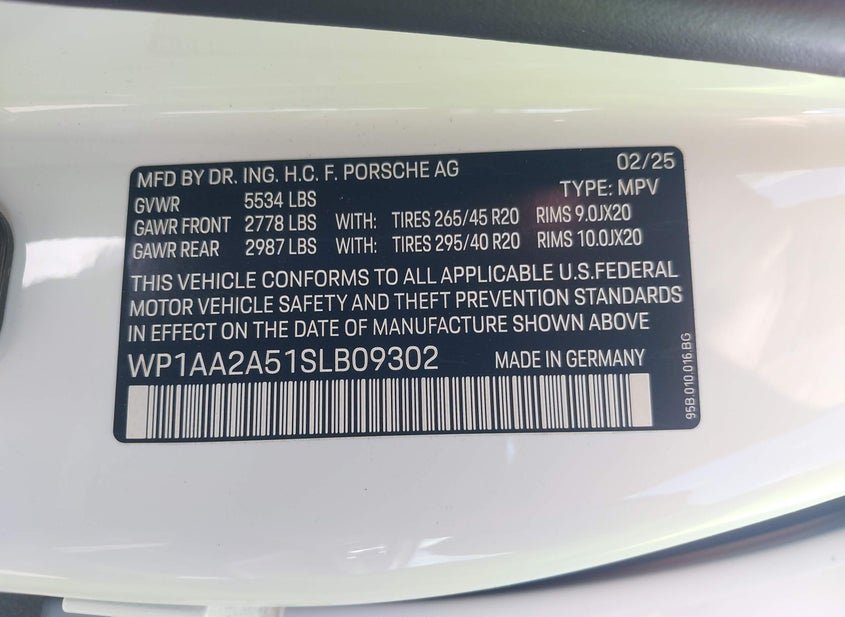 MFD BY DR. ING. H.C. F. PORSCHE AG 02/25
GVWR 5534 LBS TYPE: MPV
GAWR FRONT 2778 LBS WITH: TIRES 265/45 R20 RIMS 9.0JX20
GAWR REAR 2987 LBS WITH: TIRES 295/40 R20 RIMS 10.0JX20
THIS VEHICLE CONFORMS TO ALL APPLICABLE U.S.FEDERAL
MOTOR VEHICLE SAFETY AND THEFT PREVENTION STANDARDS
IN EFFECT ON THE DATE OF MANUFACTURE SHOWN ABOVE
WP1AA2A51SLB09302 MADE IN GERMANY
95B.010.016.BG